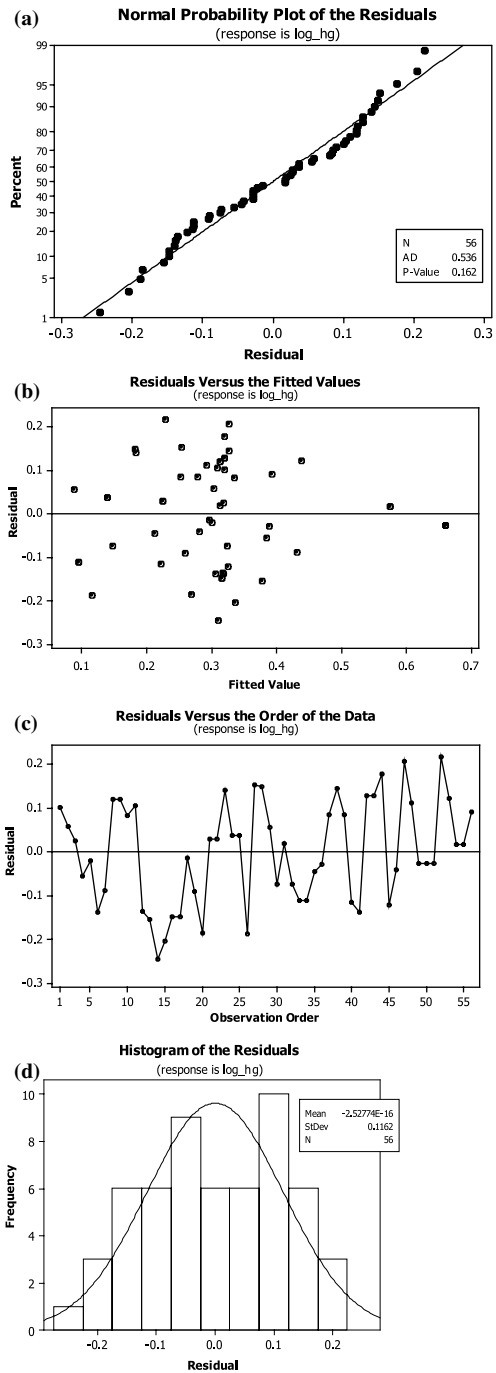 (a)
Normal Probability Plot of the Residuals
(response is log_hg)
99
95
90
80
70
60
50
40
30
20
10
5
1
Percent
N 56
AD 0.536
P-Value 0.162
-0.3 -0.2 -0.1 0.0 0.1 0.2 0.3
Residual
(b)
Residuals Versus the Fitted Values
(response is log_hg)
0.2
0.1
0.0
-0.1
-0.2
-0.3
Residual
0.1 0.2 0.3 0.4 0.5 0.6 0.7
Fitted Value
(c)
Residuals Versus the Order of the Data
(response is log_hg)
0.2
0.1
0.0
-0.1
-0.2
-0.3
Residual
1 5 10 15 20 25 30 35 40 45 50 55
Observation Order
(d)
Histogram of the Residuals
(response is log_hg)
10
8
6
4
2
0
Frequency
Mean -2.52774E-16
StDev 0.1162
N 56
-0.2 -0.1 0.0 0.1 0.2
Residual